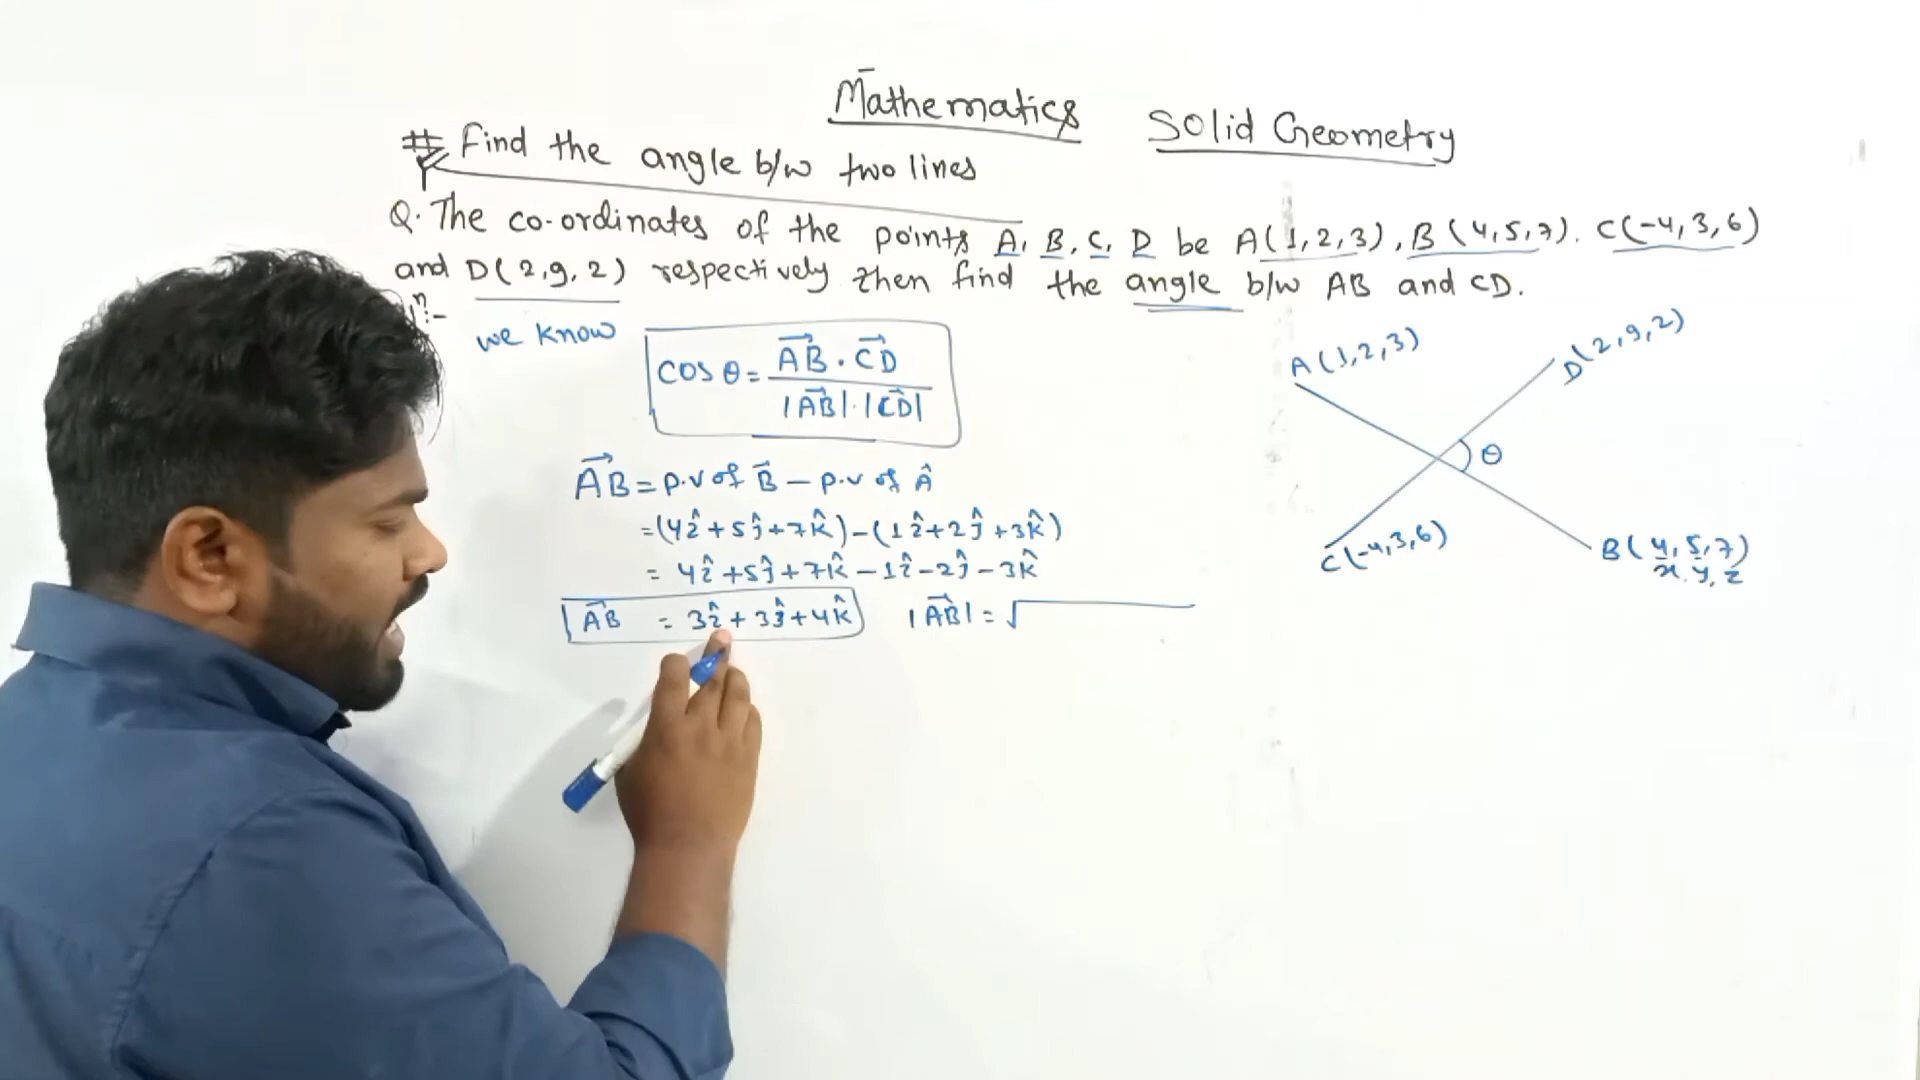 Mathematics
Solid Geometry
# Find the angle b/w two lines
Q. The co-ordinates of the points A, B, C, D be A(1,2,3), B(4,5,7). C(-4,3,6)
and D(2,9,2) respectively then find the angle b/w AB and CD.
n:-
we know
cos θ = AB⃗ . CD⃗ / |AB⃗|.|CD⃗|
AB⃗ = p.v of B⃗ - p.v of Â
=(4î+5ĵ+7k̂)-(1î+2ĵ+3k̂)
= 4î+5ĵ+7k̂-1î-2ĵ-3k̂
AB⃗ = 3î+3ĵ+4k̂
|AB⃗| = √
A(1,2,3)
D(2,9,2)
θ
C(-4,3,6)
B(4,5,7)
x,y,z